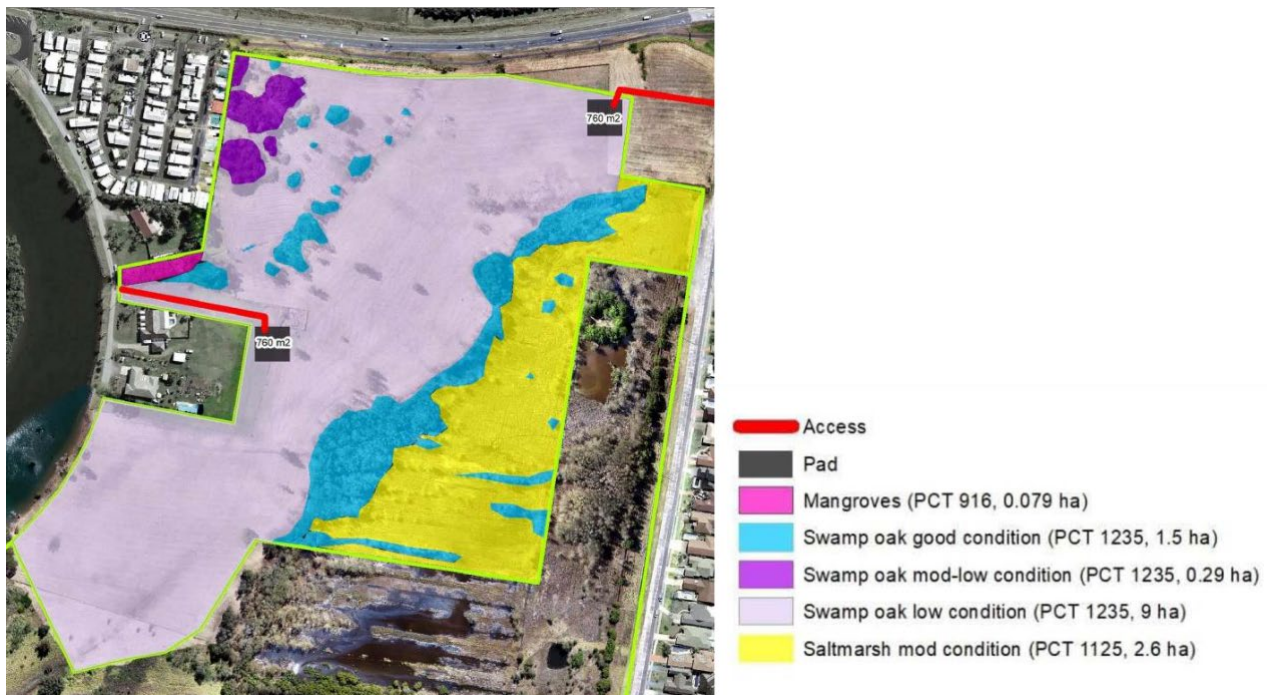 760 m2
760 m2
Access
Pad
Mangroves (PCT 916, 0.079 ha)
Swamp oak good condition (PCT 1235, 1.5 ha)
Swamp oak mod-low condition (PCT 1235, 0.29 ha)
Swamp oak low condition (PCT 1235, 9 ha)
Saltmarsh mod condition (PCT 1125, 2.6 ha)